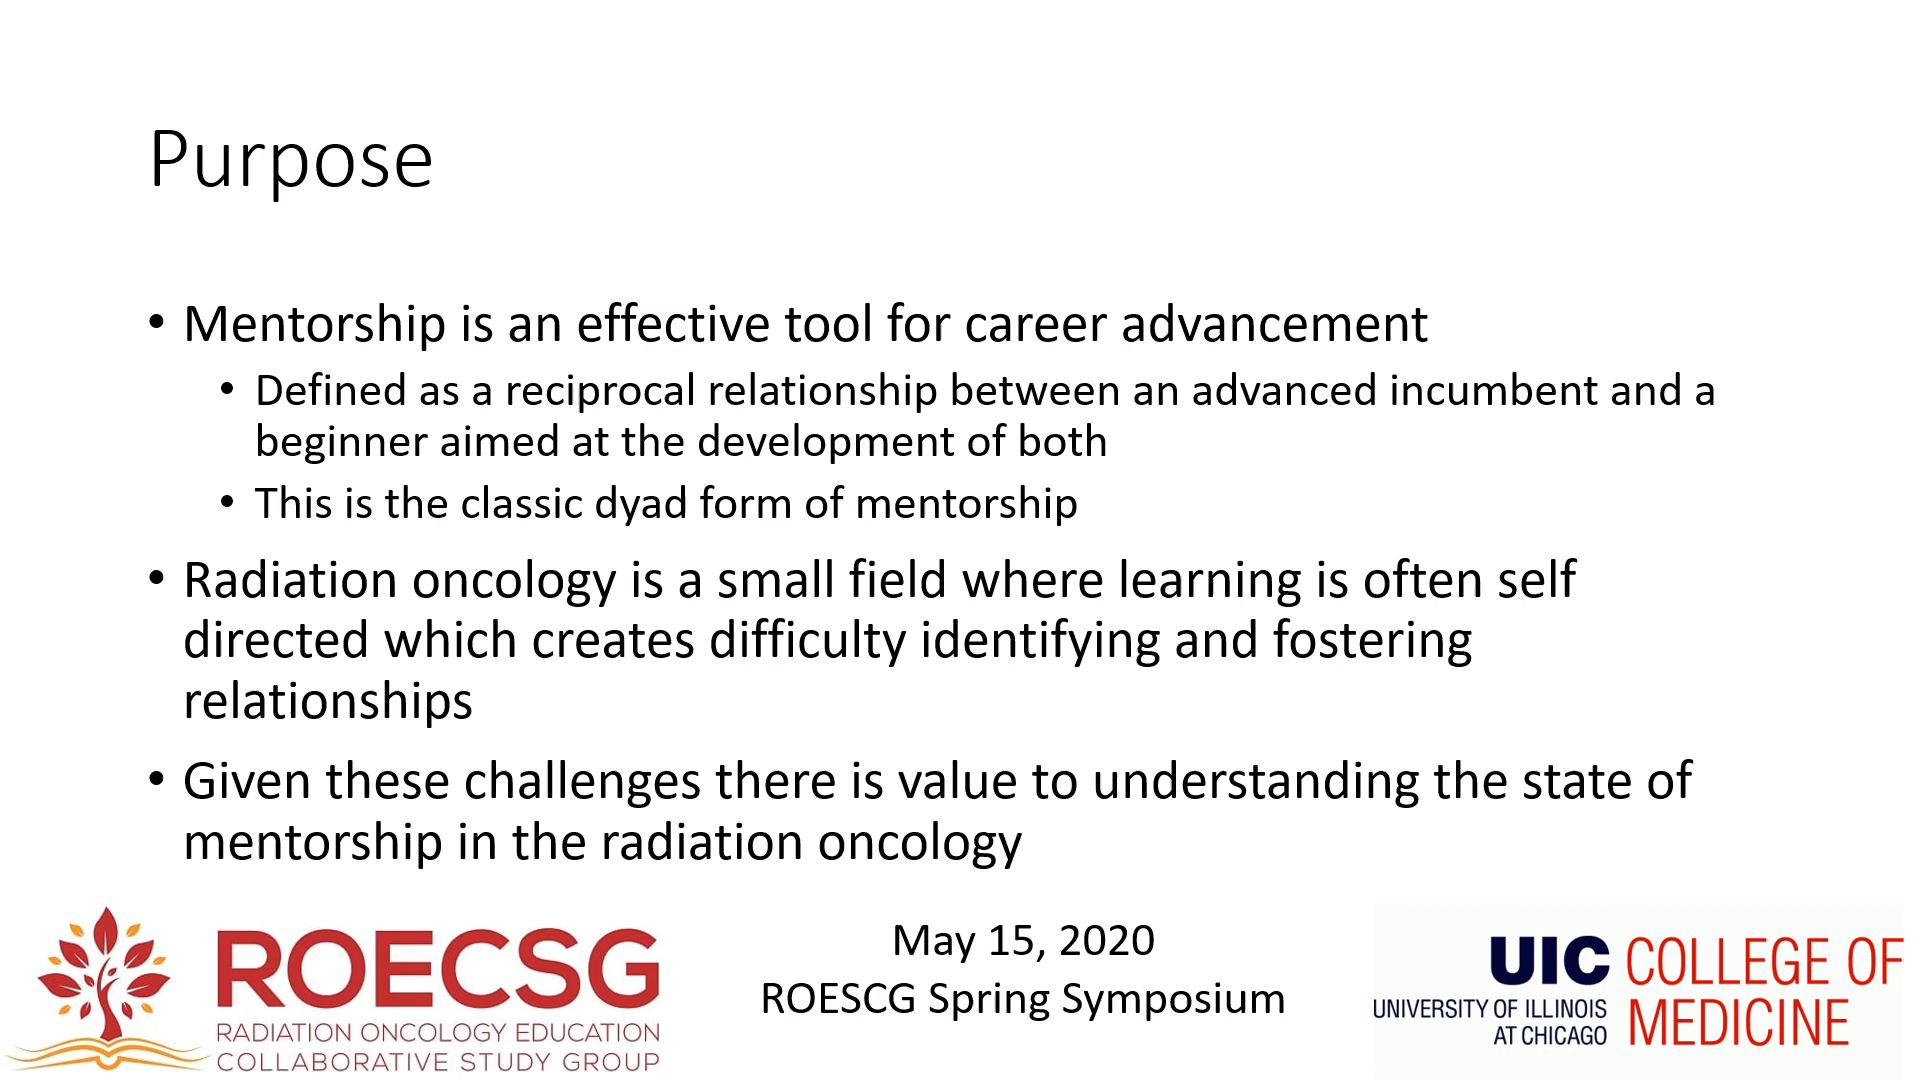 Purpose
• Mentorship is an effective tool for career advancement
• Defined as a reciprocal relationship between an advanced incumbent and a
beginner aimed at the development of both
• This is the classic dyad form of mentorship
• Radiation oncology is a small field where learning is often self
directed which creates difficulty identifying and fostering
relationships
• Given these challenges there is value to understanding the state of
mentorship in the radiation oncology
ROECSG
RADIATION ONCOLOGY EDUCATION
COLLABORATIVE STUDY GROUP
May 15, 2020
ROESCG Spring Symposium
UIC
UNIVERSITY OF ILLINOIS
AT CHICAGO
COLLEGE OF
MEDICINE